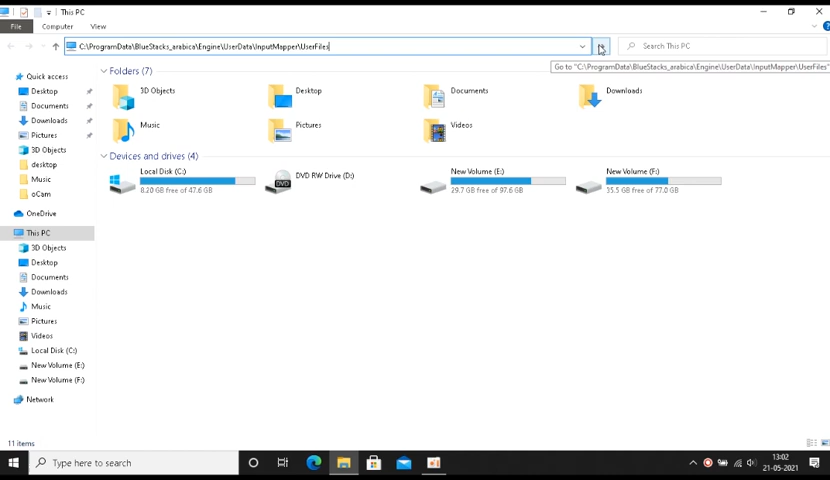 This PC
File Computer View
C:\ProgramData\BlueStacks_arabica\Engine\UserData\InputMapper\UserFiles
Search This PC
Go to "C:\ProgramData\BlueStacks_arabica\Engine\UserData\InputMapper\UserFiles"
Quick access
Desktop
Documents
Downloads
Pictures
3D Objects
desktop
Music
oCam
OneDrive
This PC
3D Objects
Desktop
Documents
Downloads
Music
Pictures
Videos
Local Disk (C:)
New Volume (E:)
New Volume (F:)
Network
Folders (7)
3D Objects
Desktop
Documents
Downloads
Music
Pictures
Videos
Devices and drives (4)
Local Disk (C:)
8.20 GB free of 47.6 GB
DVD RW Drive (D:)
DVD
New Volume (E:)
29.7 GB free of 97.6 GB
New Volume (F:)
35.5 GB free of 77.0 GB
11 items
Type here to search
13:02
21-05-2021